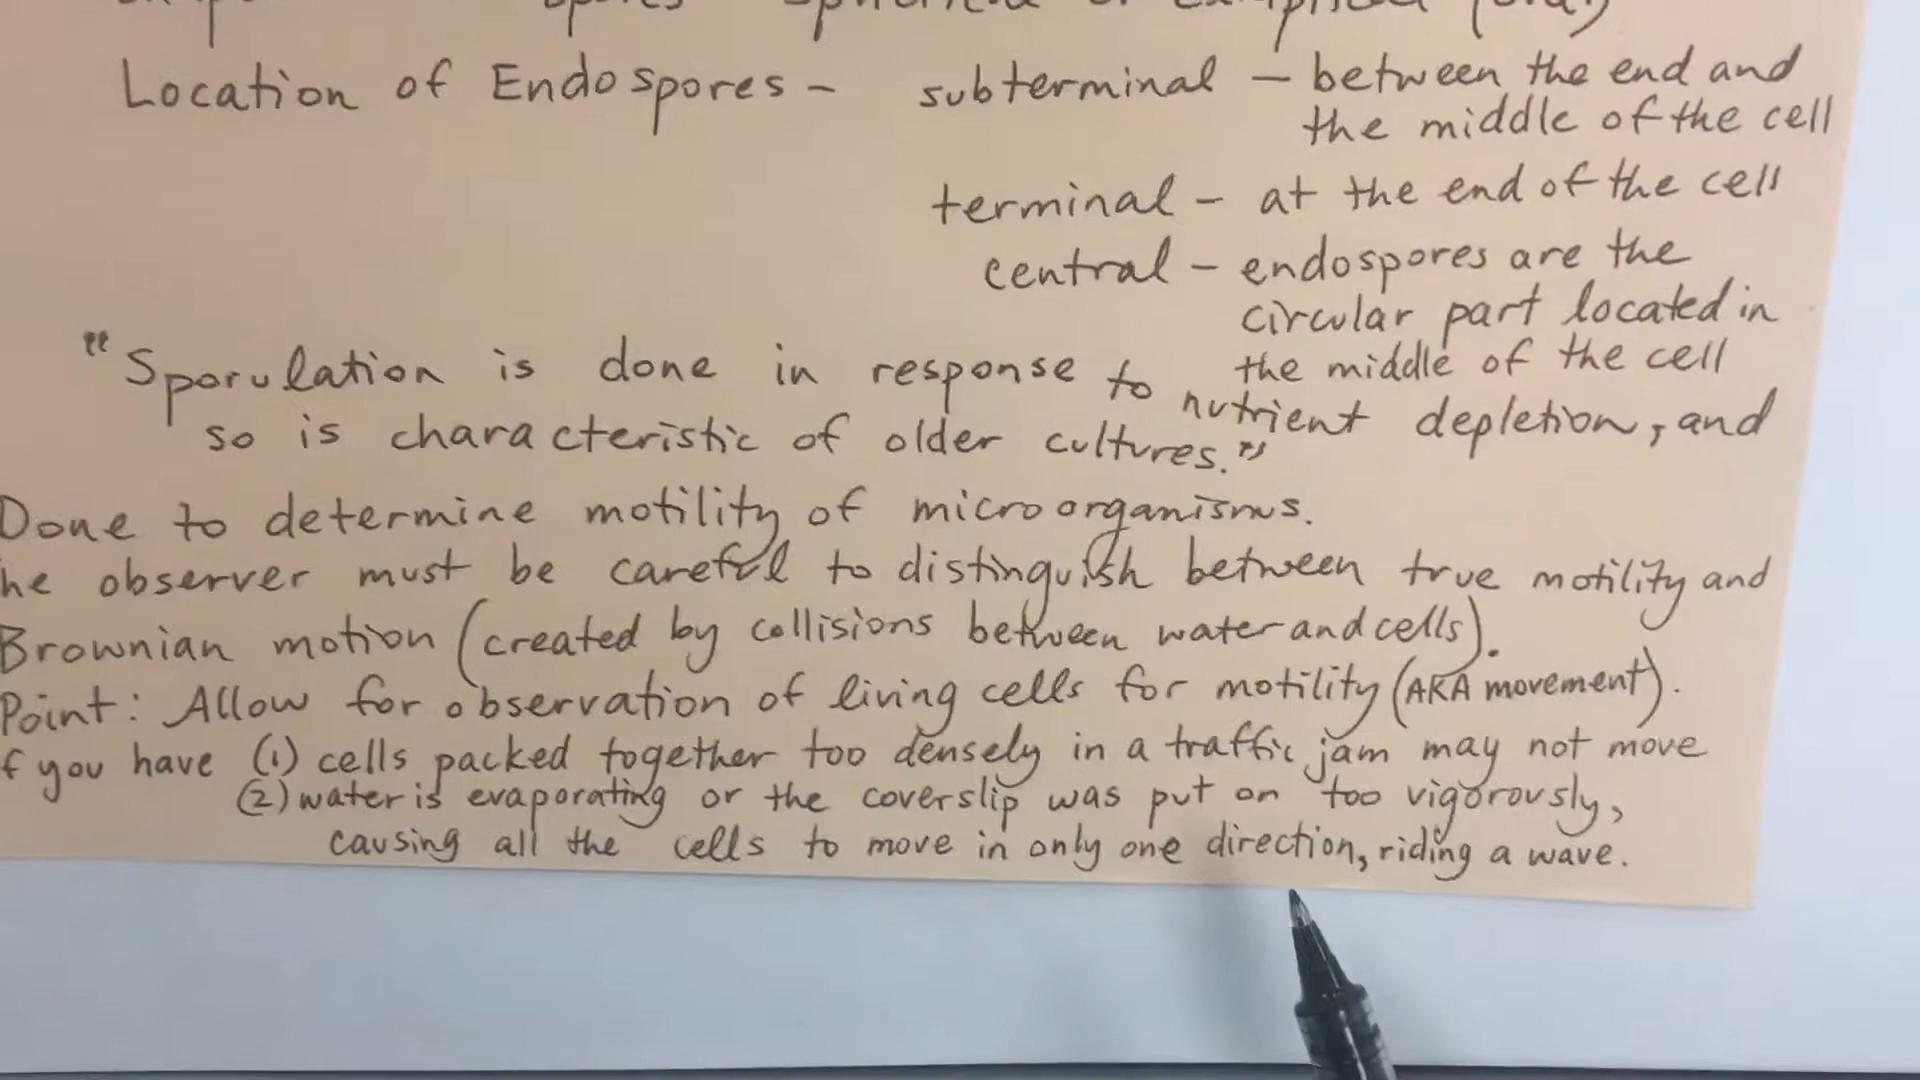 Location of Endospores - subterminal - between the end and
the middle of the cell
terminal - at the end of the cell
central - endospores are the
circular part located in
the middle of the cell
"Sporulation is done in response to nutrient depletion, and
so is characteristic of older cultures."
Done to determine motility of microorganisms.
he observer must be careful to distinguish between true motility and
Brownian motion (created by collisions between water and cells).
Point: Allow for observation of living cells for motility (AKA movement).
f you have (1) cells packed together too densely in a traffic jam may not move
(2) water is evaporating or the coverslip was put on too vigorously,
causing all the cells to move in only one direction, riding a wave.